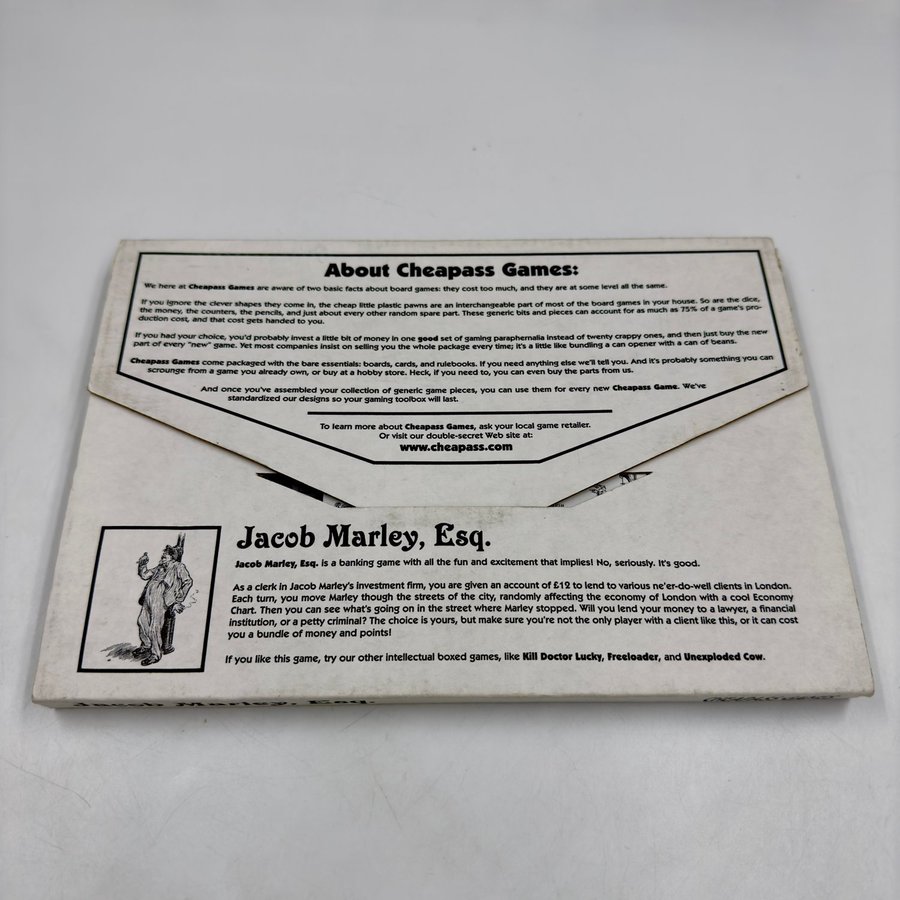 About Cheapass Games:
We here at Cheapass Games are aware of two basic facts about board games: they cost too much, and they are at some level all the same.
If you ignore the clever shapes they come in, the cheap little plastic pawns are an interchangeable part of most of the board games in your house. So are the dice,
the money, the counters, the pencils, and just about every other random spare part. These generic bits and pieces can account for as much as 75% of a game's pro-
duction cost, and that cost gets handed to you.
If you had your choice, you'd probably invest a little bit of money in one good set of gaming paraphernalia instead of twenty crappy ones, and then just buy the new
part of every "new" game. Yet most companies insist on selling you the whole package every time; it's a little like bundling a can opener with a can of beans.
Cheapass Games come packaged with the bare essentials: boards, cards, and rulebooks. If you need anything else we'll tell you. And it's probably something you can
scrounge from a game you already own, or buy at a hobby store. Heck, if you need to, you can even buy the parts from us.
And once you've assembled your collection of generic game pieces, you can use them for every new Cheapass Game. We've
standardized our designs so your gaming toolbox will last.
To learn more about Cheapass Games, ask your local game retailer.
Or visit our double-secret Web site at:
www.cheapass.com
Jacob Marley, Esq.
Jacob Marley, Esq. is a banking game with all the fun and excitement that implies! No, seriously. It's good.
As a clerk in Jacob Marley's investment firm, you are given an account of £12 to lend to various ne'er-do-well clients in London.
Each turn, you move Marley though the streets of the city, randomly affecting the economy of London with a cool Economy
Chart. Then you can see what's going on in the street where Marley stopped. Will you lend your money to a lawyer, a financial
institution, or a petty criminal? The choice is yours, but make sure you're not the only player with a client like this, or it can cost
you a bundle of money and points!
If you like this game, try our other intellectual boxed games, like Kill Doctor Lucky, Freeloader, and Unexploded Cow.
Jacob Marley, Esq.